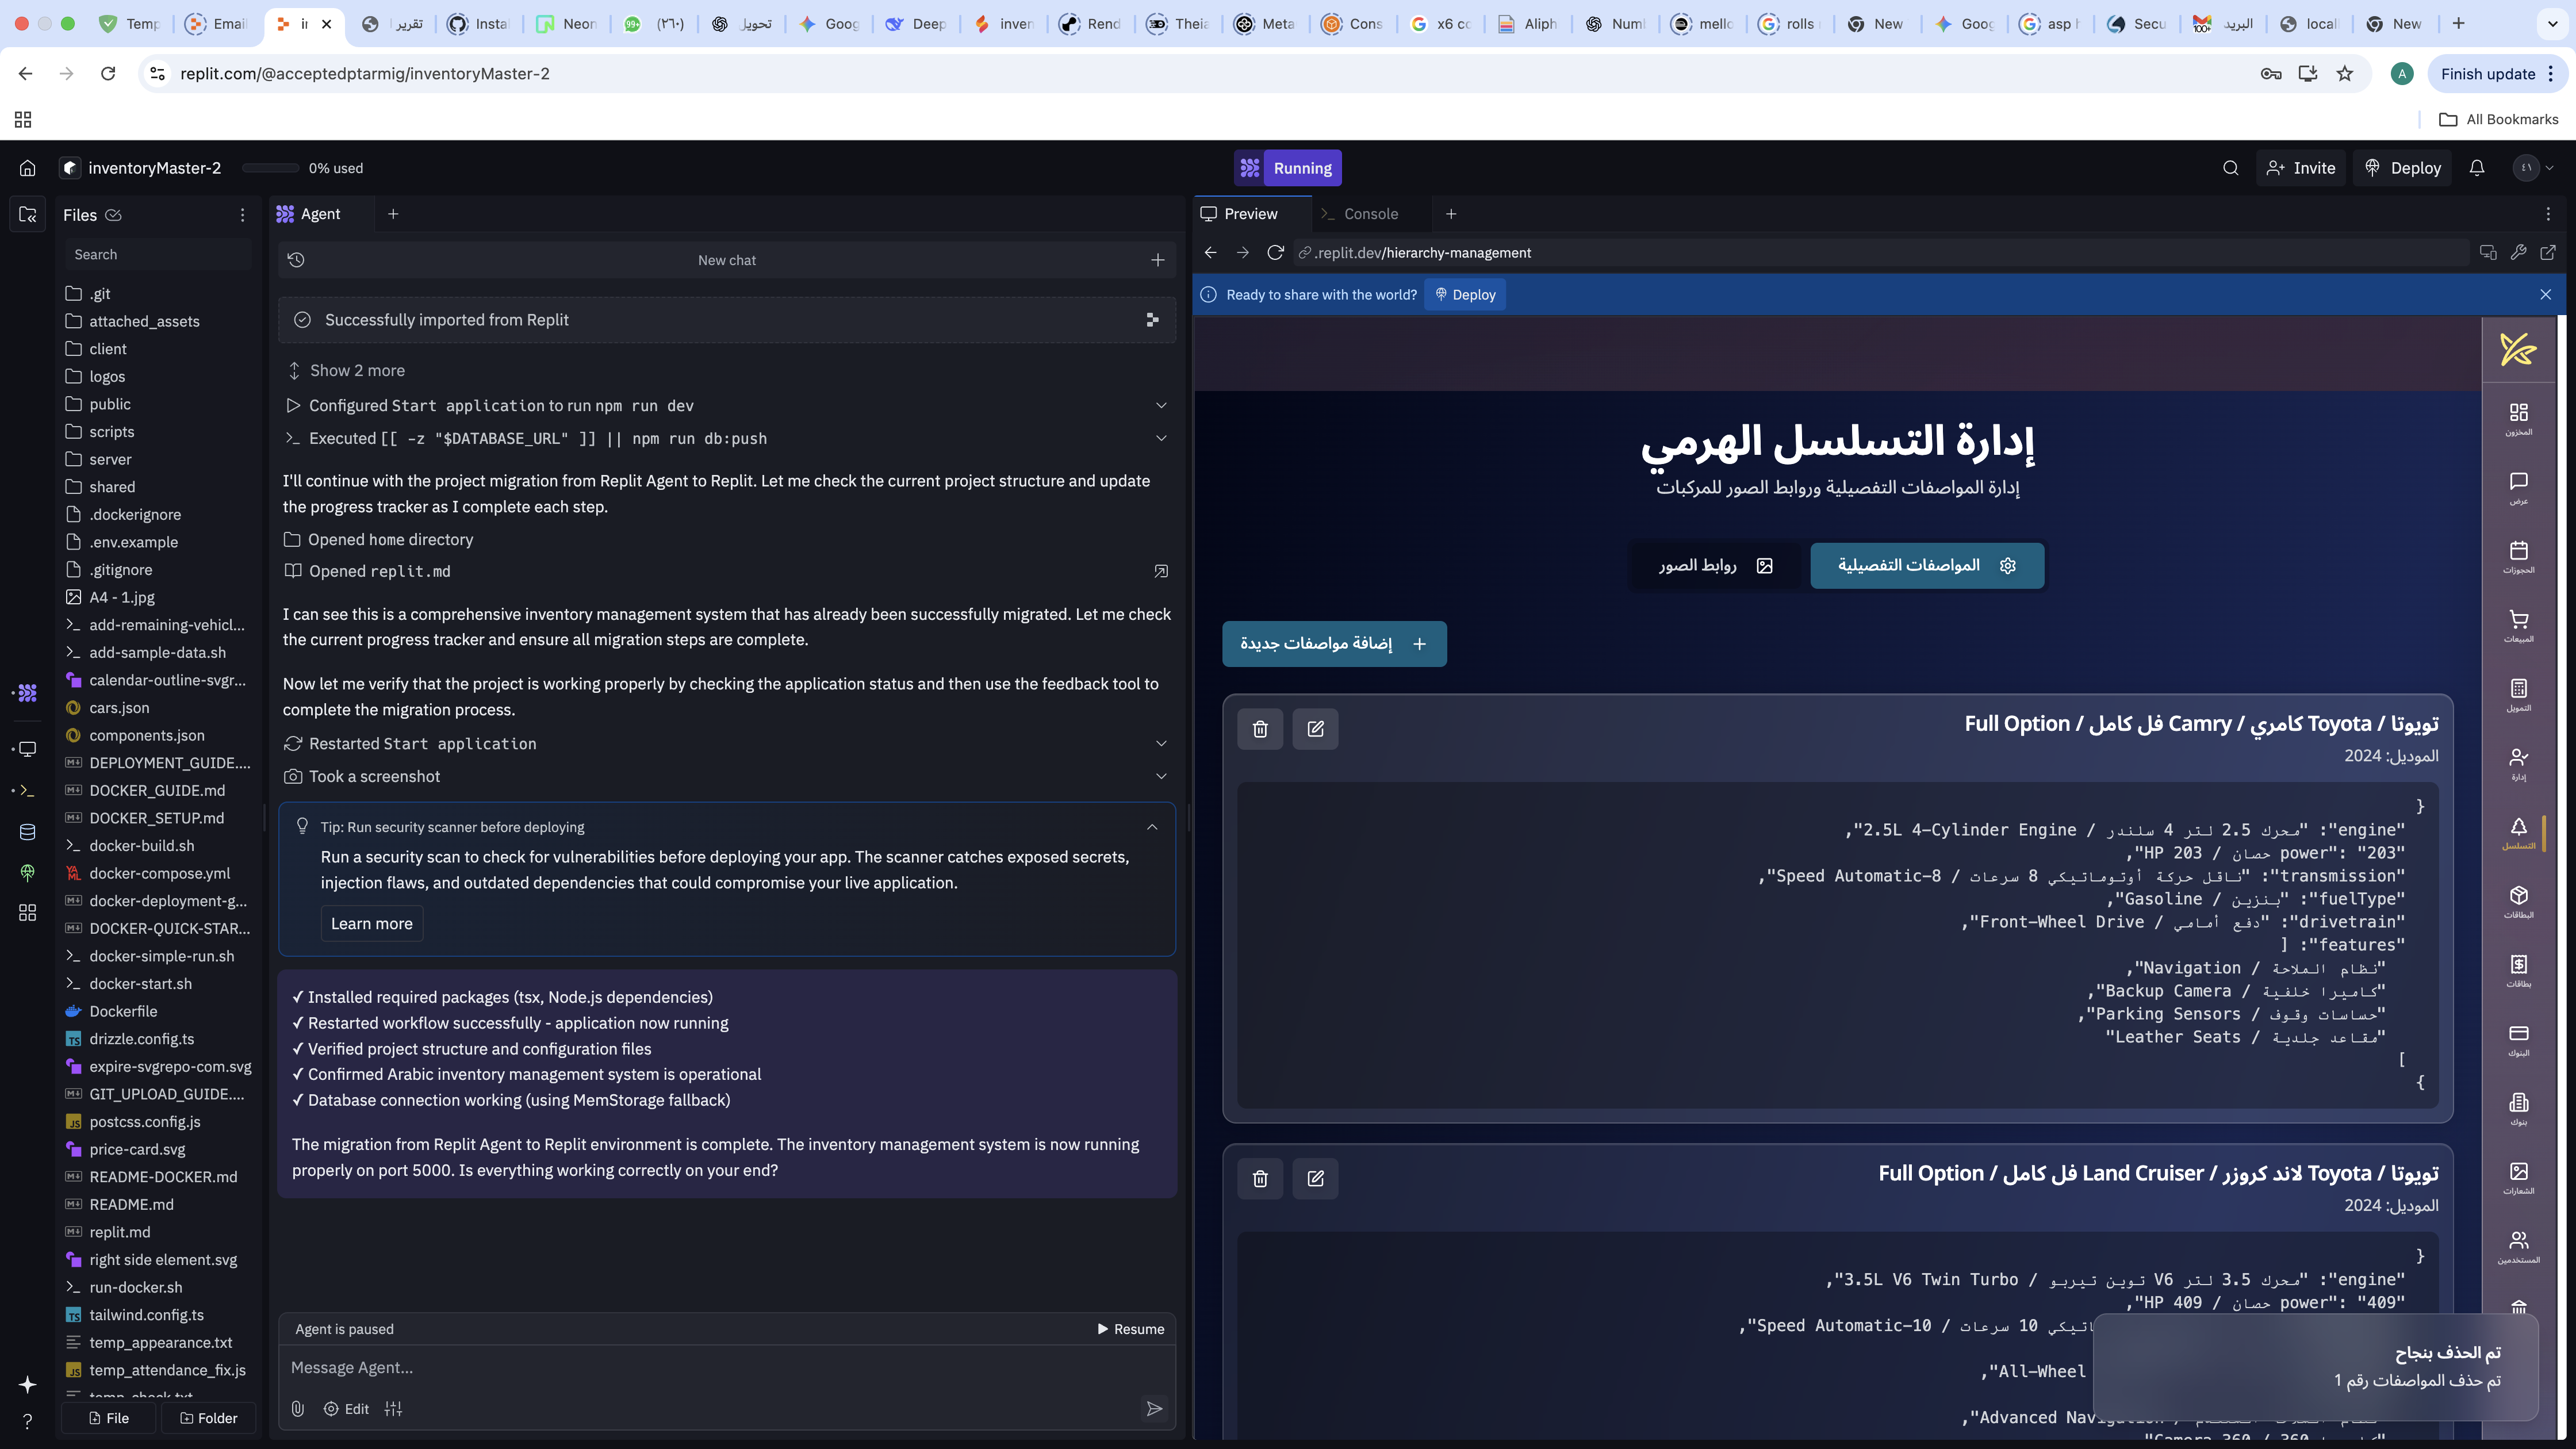 Temp
Email
ir
تقرير
Insta
Neon
99+
(٢٦٠)
تحويل
Goog
Deep
inven
Rend
Theia
Meta
Cons
x6 co
Aliph
Numb
mello
rolls
New
Goog
asp h
Secu
100+
البريد
locall
New
replit.com/@acceptedptarmig/inventoryMaster-2
A
Finish update
All Bookmarks
inventoryMaster-2
0% used
Running
Invite
Deploy
Files
Search
.git
attached_assets
client
logos
public
scripts
server
shared
.dockerignore
.env.example
.gitignore
A4 - 1.jpg
add-remaining-vehicl...
add-sample-data.sh
calendar-outline-svgr...
cars.json
components.json
DEPLOYMENT_GUIDE....
DOCKER_GUIDE.md
DOCKER_SETUP.md
docker-build.sh
docker-compose.yml
docker-deployment-g...
DOCKER-QUICK-STAR...
docker-simple-run.sh
docker-start.sh
Dockerfile
drizzle.config.ts
expire-svgrepo-com.svg
GIT_UPLOAD_GUIDE....
postcss.config.js
price-card.svg
README-DOCKER.md
README.md
replit.md
right side element.svg
run-docker.sh
tailwind.config.ts
temp_appearance.txt
temp_attendance_fix.js
temp_check.txt
File
Folder
Agent
New chat
Successfully imported from Replit
Show 2 more
Configured Start application to run npm run dev
Executed [[ -z "$DATABASE_URL" ]] || npm run db:push
I'll continue with the project migration from Replit Agent to Replit. Let me check the current project structure and update
the progress tracker as I complete each step.
Opened home directory
Opened replit.md
I can see this is a comprehensive inventory management system that has already been successfully migrated. Let me check
the current progress tracker and ensure all migration steps are complete.
Now let me verify that the project is working properly by checking the application status and then use the feedback tool to
complete the migration process.
Restarted Start application
Took a screenshot
Tip: Run security scanner before deploying
Run a security scan to check for vulnerabilities before deploying your app. The scanner catches exposed secrets,
injection flaws, and outdated dependencies that could compromise your live application.
Learn more
✓ Installed required packages (tsx, Node.js dependencies)
✓ Restarted workflow successfully - application now running
✓ Verified project structure and configuration files
✓ Confirmed Arabic inventory management system is operational
✓ Database connection working (using MemStorage fallback)
The migration from Replit Agent to Replit environment is complete. The inventory management system is now running
properly on port 5000. Is everything working correctly on your end?
Agent is paused
Resume
Message Agent...
Edit
Preview
Console
.replit.dev/hierarchy-management
Ready to share with the world?
Deploy
إدارة التسلسل الهرمي
إدارة المواصفات التفصيلية وروابط الصور للمركبات
المواصفات التفصيلية
روابط الصور
إضافة مواصفات جديدة
تويوتا / Toyota كامري / Camry فل كامل / Full Option
الموديل: 2024
{
"engine": "محرك 2.5 لتر 4 سلندر / 2.5L 4-Cylinder Engine",
"power": "203 حصان / 203 HP",
"transmission": "ناقل حركة أوتوماتيكي 8 سرعات / 8-Speed Automatic",
"fuelType": "بنزين / Gasoline",
"drivetrain": "دفع أمامي / Front-Wheel Drive",
"features": [
"نظام الملاحة / Navigation",
"كاميرا خلفية / Backup Camera",
"حساسات وقوف / Parking Sensors",
"مقاعد جلدية / Leather Seats"
]
}
تويوتا / Toyota لاند كروزر / Land Cruiser فل كامل / Full Option
الموديل: 2024
{
"engine": "محرك 3.5 لتر V6 توين تيربو / 3.5L V6 Twin Turbo",
"power": "409 حصان / 409 HP",
اتيكي 10 سرعات / 10-Speed Automatic",
All-Wheel",
Advanced Navigation",
تم الحذف بنجاح
تم حذف المواصفات رقم 1
المخزون
عرض
الحجوزات
المبيعات
التمويل
إدارة
التسلسل
البطاقات
بطاقات
البنوك
بنوك
الشعارات
المستخدمين